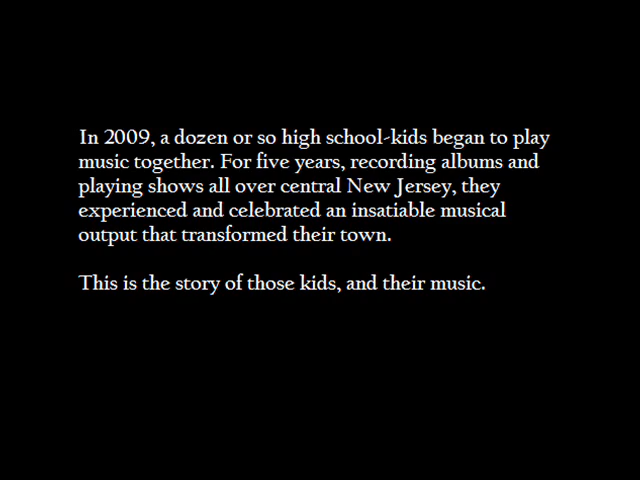 In 2009, a dozen or so high school-kids began to play
music together. For five years, recording albums and
playing shows all over central New Jersey, they
experienced and celebrated an insatiable musical
output that transformed their town.
This is the story of those kids, and their music.